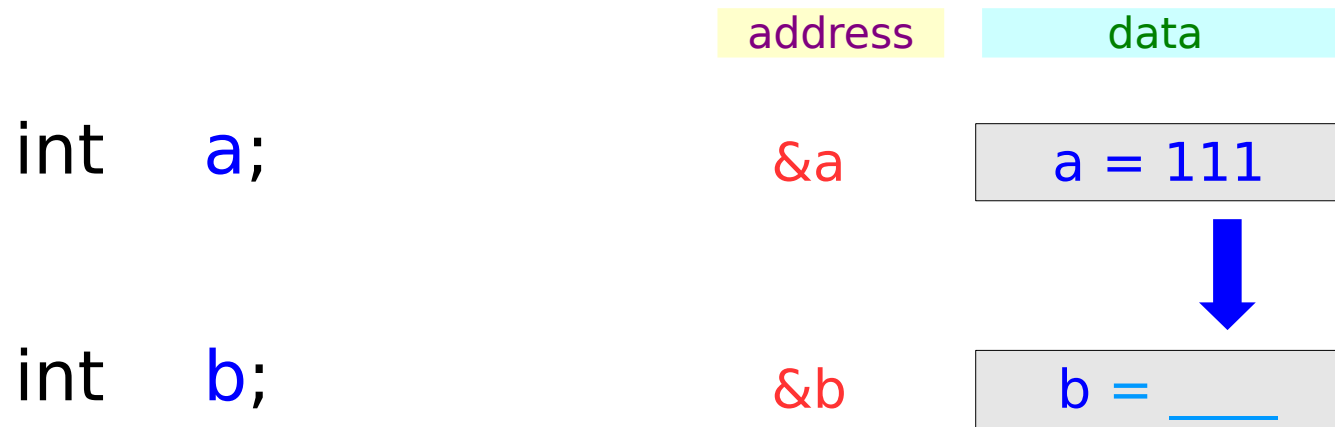 address data
int a; &a a = 111
int b; &b b = ____